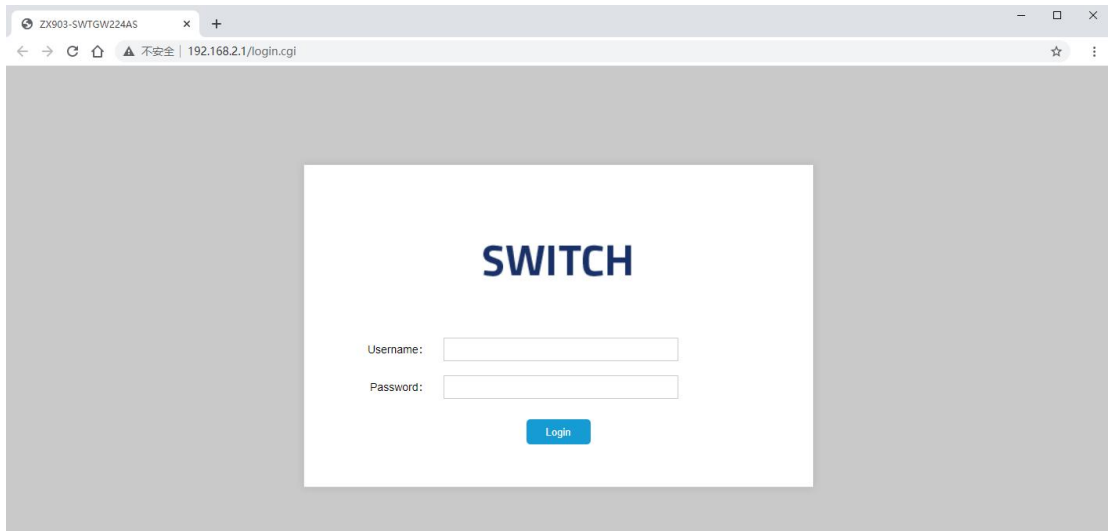 ZX903-SWTGW224AS
不安全 | 192.168.2.1/login.cgi
SWITCH
Username:
Password:
Login